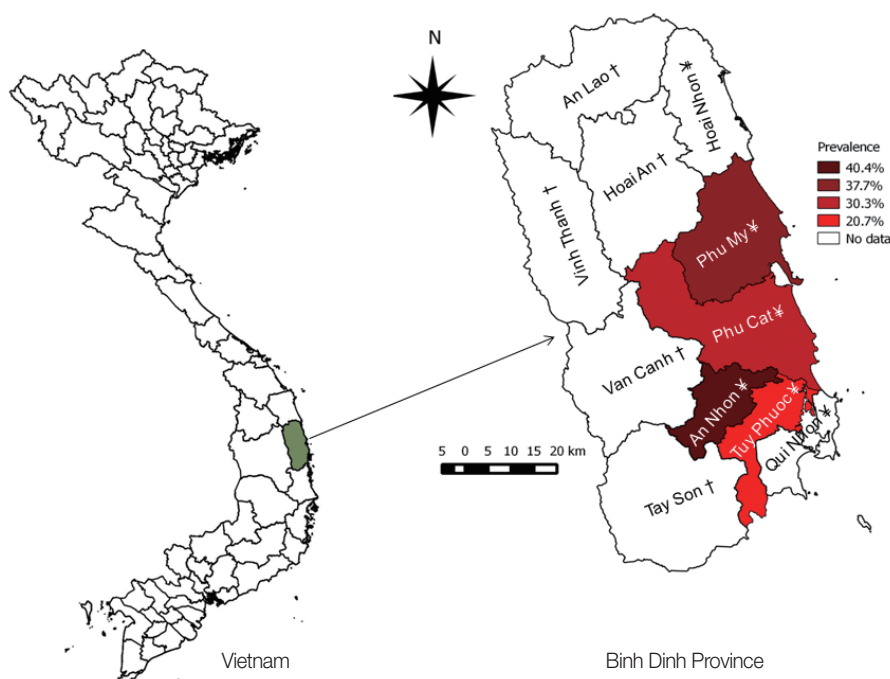 N
An Lao †
Hoai Nhon ¥
Hoai An †
Vinh Thanh †
Phu My ¥
Phu Cat ¥
Van Canh †
An Nhon ¥
Tuy Phuoc ¥
Qui Nhon ¥
Tay Son †
Prevalence
40.4%
37.7%
30.3%
20.7%
No data
5 0 5 10 15 20 km
Vietnam
Binh Dinh Province